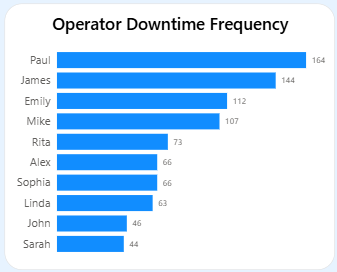 Operator Downtime Frequency
Paul 164
James 144
Emily 112
Mike 107
Rita 73
Alex 66
Sophia 66
Linda 63
John 46
Sarah 44